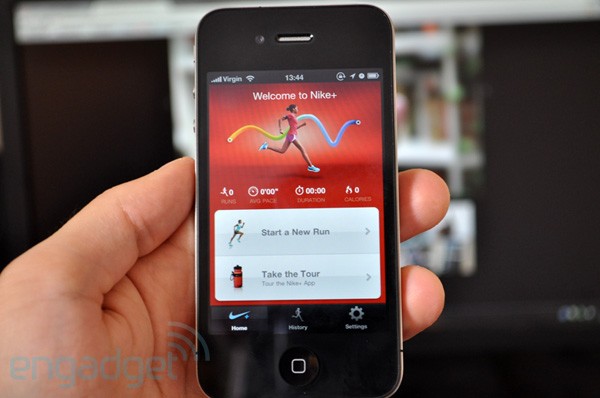 Virgin 13:44
Welcome to Nike+
0 0'00" 00:00 0
RUNS AVG PACE DURATION CALORIES
Start a New Run
Take the Tour
Tour the Nike+ App
Home History Settings
engadget